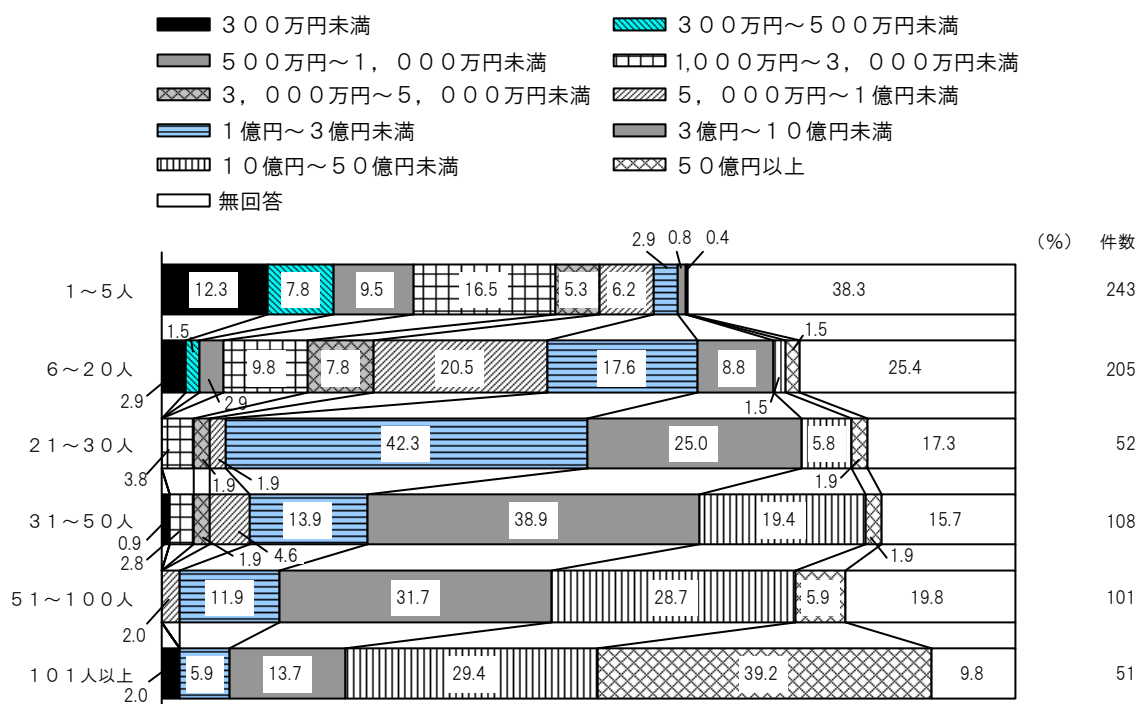 ３００万円未満 ３００万円～５００万円未満
５００万円～１，０００万円未満 1,０００万円～３，０００万円未満
３，０００万円～５，０００万円未満 ５，０００万円～１億円未満
１億円～３億円未満 ３億円～１０億円未満
１０億円～５０億円未満 ５０億円以上
無回答
（％） 件数
2.9 0.8 0.4
１～５人 12.3 7.8 9.5 16.5 5.3 6.2 38.3 243
1.5 1.5
６～２０人 9.8 7.8 20.5 17.6 8.8 25.4 205
2.9 2.9 1.5
２１～３０人 42.3 25.0 5.8 17.3 52
3.8 1.9 1.9 1.9
３１～５０人 13.9 38.9 19.4 15.7 108
0.9 2.8 1.9 4.6 1.9
５１～１００人 11.9 31.7 28.7 5.9 19.8 101
2.0
１０１人以上 5.9 13.7 29.4 39.2 9.8 51
2.0